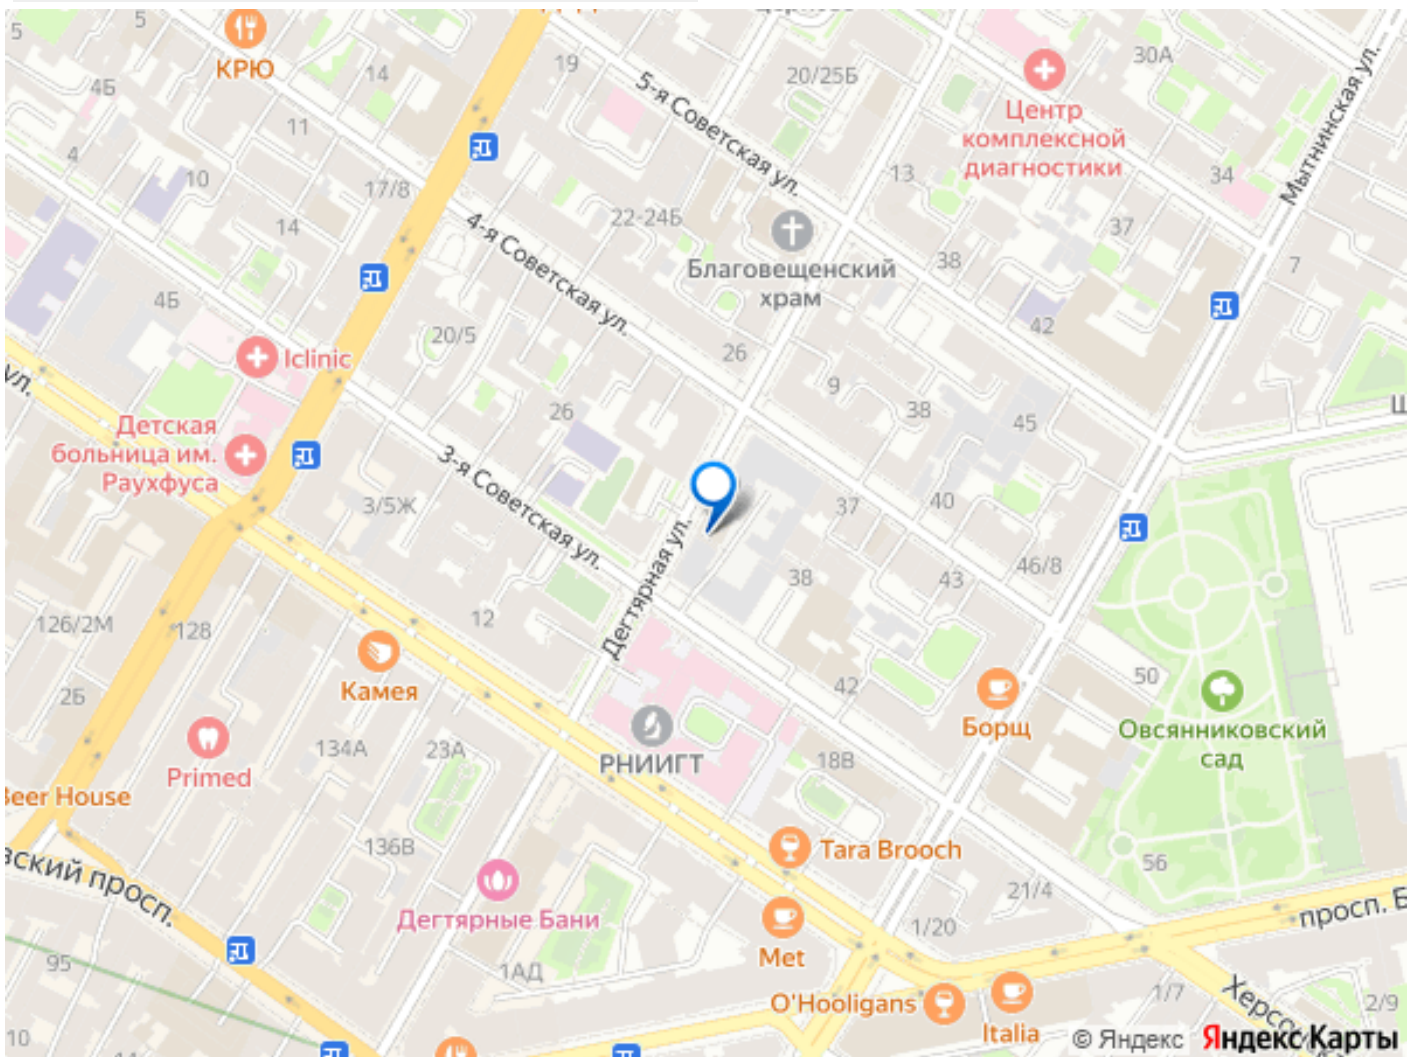 5
5
КРЮ
14
19
4Б
11
4
10
17/8
14
20/25Б
5-я Советская ул.
30А
Центр
комплексной
диагностики
Мытнинская ул.
13
34
22-24Б
37
4-я Советская ул.
Благовещенский
храм
38
7
4Б
20/5
42
Iclinic
26
9
ул.
38
26
45
Детская
больница им.
Раухфуса
3-я Советская ул.
3/5Ж
37
40
Дегтярная ул.
46/8
38
43
12
126/2М
128
Камея
2Б
42
50
Борщ
Овсянниковский
сад
134А
23А
Primed
РНИИГТ
18В
Beer House
136В
Tara Brooch
56
21/4
вский просп.
Дегтярные Бани
1/20
просп. Б
Met
95
1АД
O'Hooligans
Italia
1/7
Херсо
2/9
10
14
© Яндекс
Яндекс Карты